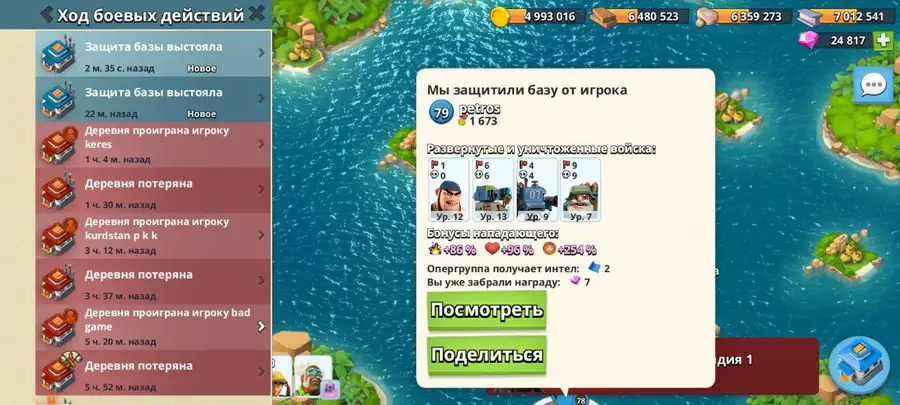 Ход боевых действий
4 993 016
6 480 523
6 359 273
7 012 541
24 817
Защита базы выстояла
2 м. 35 с. назад
Новое
Защита базы выстояла
22 м. назад
Новое
Деревня проиграна игроку
keres
1 ч. 4 м. назад
Деревня потеряна
1 ч. 30 м. назад
Деревня проиграна игроку
kurdstan p k k
3 ч. 12 м. назад
Деревня потеряна
3 ч. 37 м. назад
Деревня проиграна игроку bad
game
5 ч. 20 м. назад
Деревня потеряна
5 ч. 52 м. назад
Мы защитили базу от игрока
79
petros
1 673
Развернутые и уничтоженные войска:
1
0
Ур. 12
6
6
Ур. 13
4
4
Ур. 9
9
9
Ур. 7
Бонусы нападающего:
+86 %
+96 %
+254 %
Опергруппа получает интел: 2
Вы уже забрали награду: 7
Посмотреть
Поделиться
дия 1
78